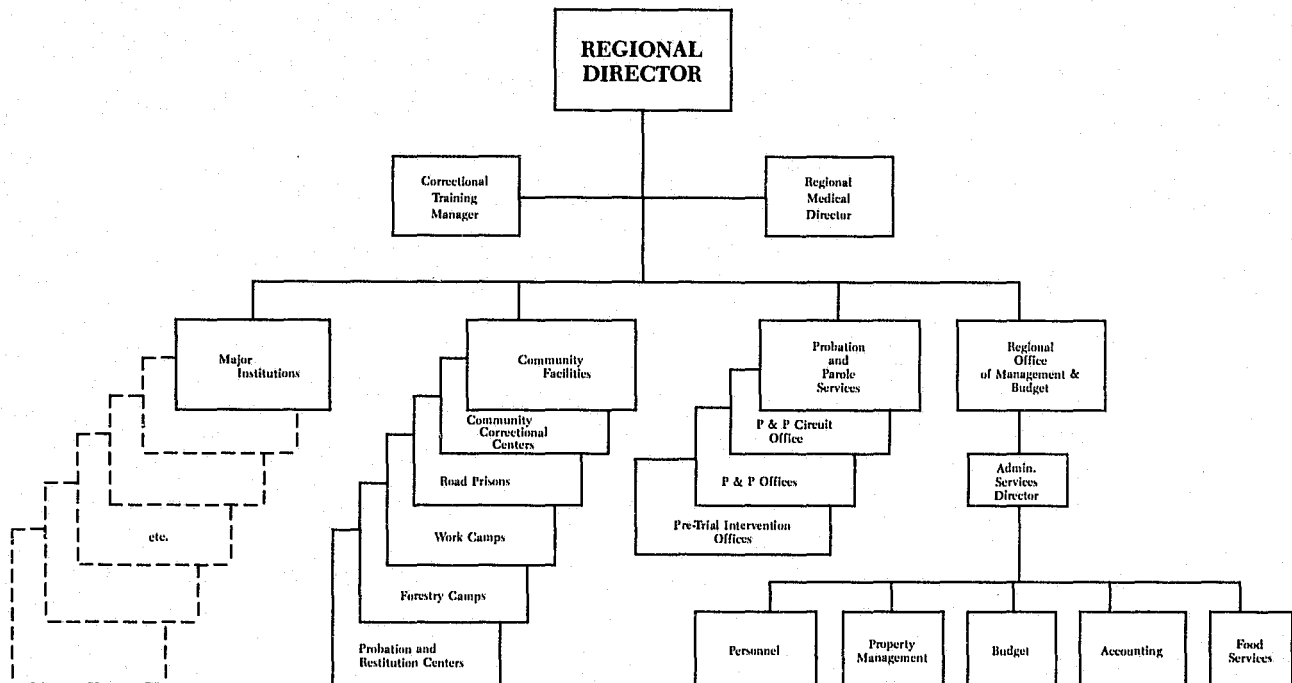 REGIONAL
DIRECTOR
Correctional
Training
Manager
Regional
Medical
Director
Major
Institutions
etc.
Community
Facilities
Community
Correctional
Centers
Road Prisons
Work Camps
Forestry Camps
Probation and
Restitution Centers
Probation
and
Parole
Services
P & P Circuit
Office
P & P Offices
Pre-Trial Intervention
Offices
Regional
Office
of Management &
Budget
Admin.
Services
Director
Personnel
Property
Management
Budget
Accounting
Food
Services